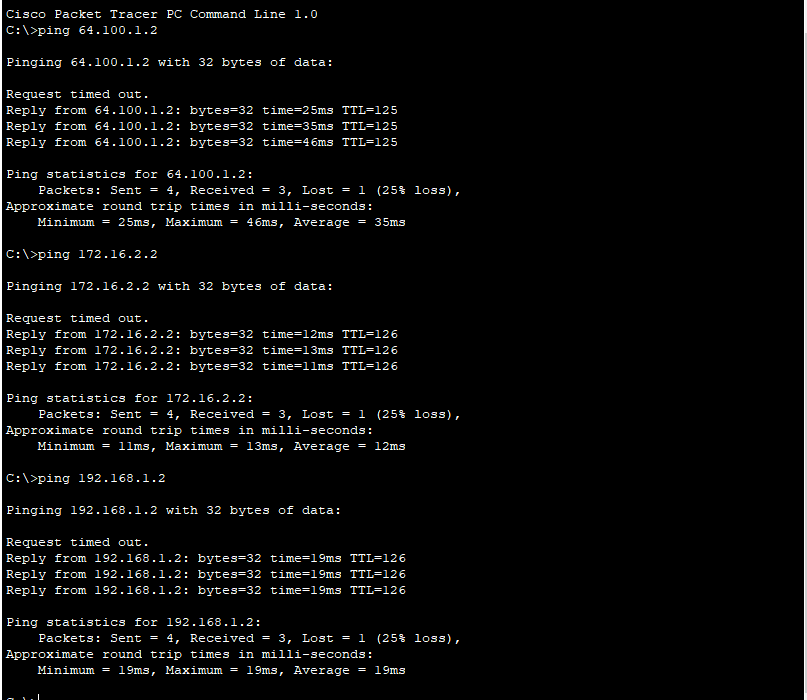 Cisco Packet Tracer PC Command Line 1.0
C:\>ping 64.100.1.2
Pinging 64.100.1.2 with 32 bytes of data:
Request timed out.
Reply from 64.100.1.2: bytes=32 time=25ms TTL=125
Reply from 64.100.1.2: bytes=32 time=35ms TTL=125
Reply from 64.100.1.2: bytes=32 time=46ms TTL=125
Ping statistics for 64.100.1.2:
Packets: Sent = 4, Received = 3, Lost = 1 (25% loss),
Approximate round trip times in milli-seconds:
Minimum = 25ms, Maximum = 46ms, Average = 35ms
C:\>ping 172.16.2.2
Pinging 172.16.2.2 with 32 bytes of data:
Request timed out.
Reply from 172.16.2.2: bytes=32 time=12ms TTL=126
Reply from 172.16.2.2: bytes=32 time=13ms TTL=126
Reply from 172.16.2.2: bytes=32 time=11ms TTL=126
Ping statistics for 172.16.2.2:
Packets: Sent = 4, Received = 3, Lost = 1 (25% loss),
Approximate round trip times in milli-seconds:
Minimum = 11ms, Maximum = 13ms, Average = 12ms
C:\>ping 192.168.1.2
Pinging 192.168.1.2 with 32 bytes of data:
Request timed out.
Reply from 192.168.1.2: bytes=32 time=19ms TTL=126
Reply from 192.168.1.2: bytes=32 time=19ms TTL=126
Reply from 192.168.1.2: bytes=32 time=19ms TTL=126
Ping statistics for 192.168.1.2:
Packets: Sent = 4, Received = 3, Lost = 1 (25% loss),
Approximate round trip times in milli-seconds:
Minimum = 19ms, Maximum = 19ms, Average = 19ms